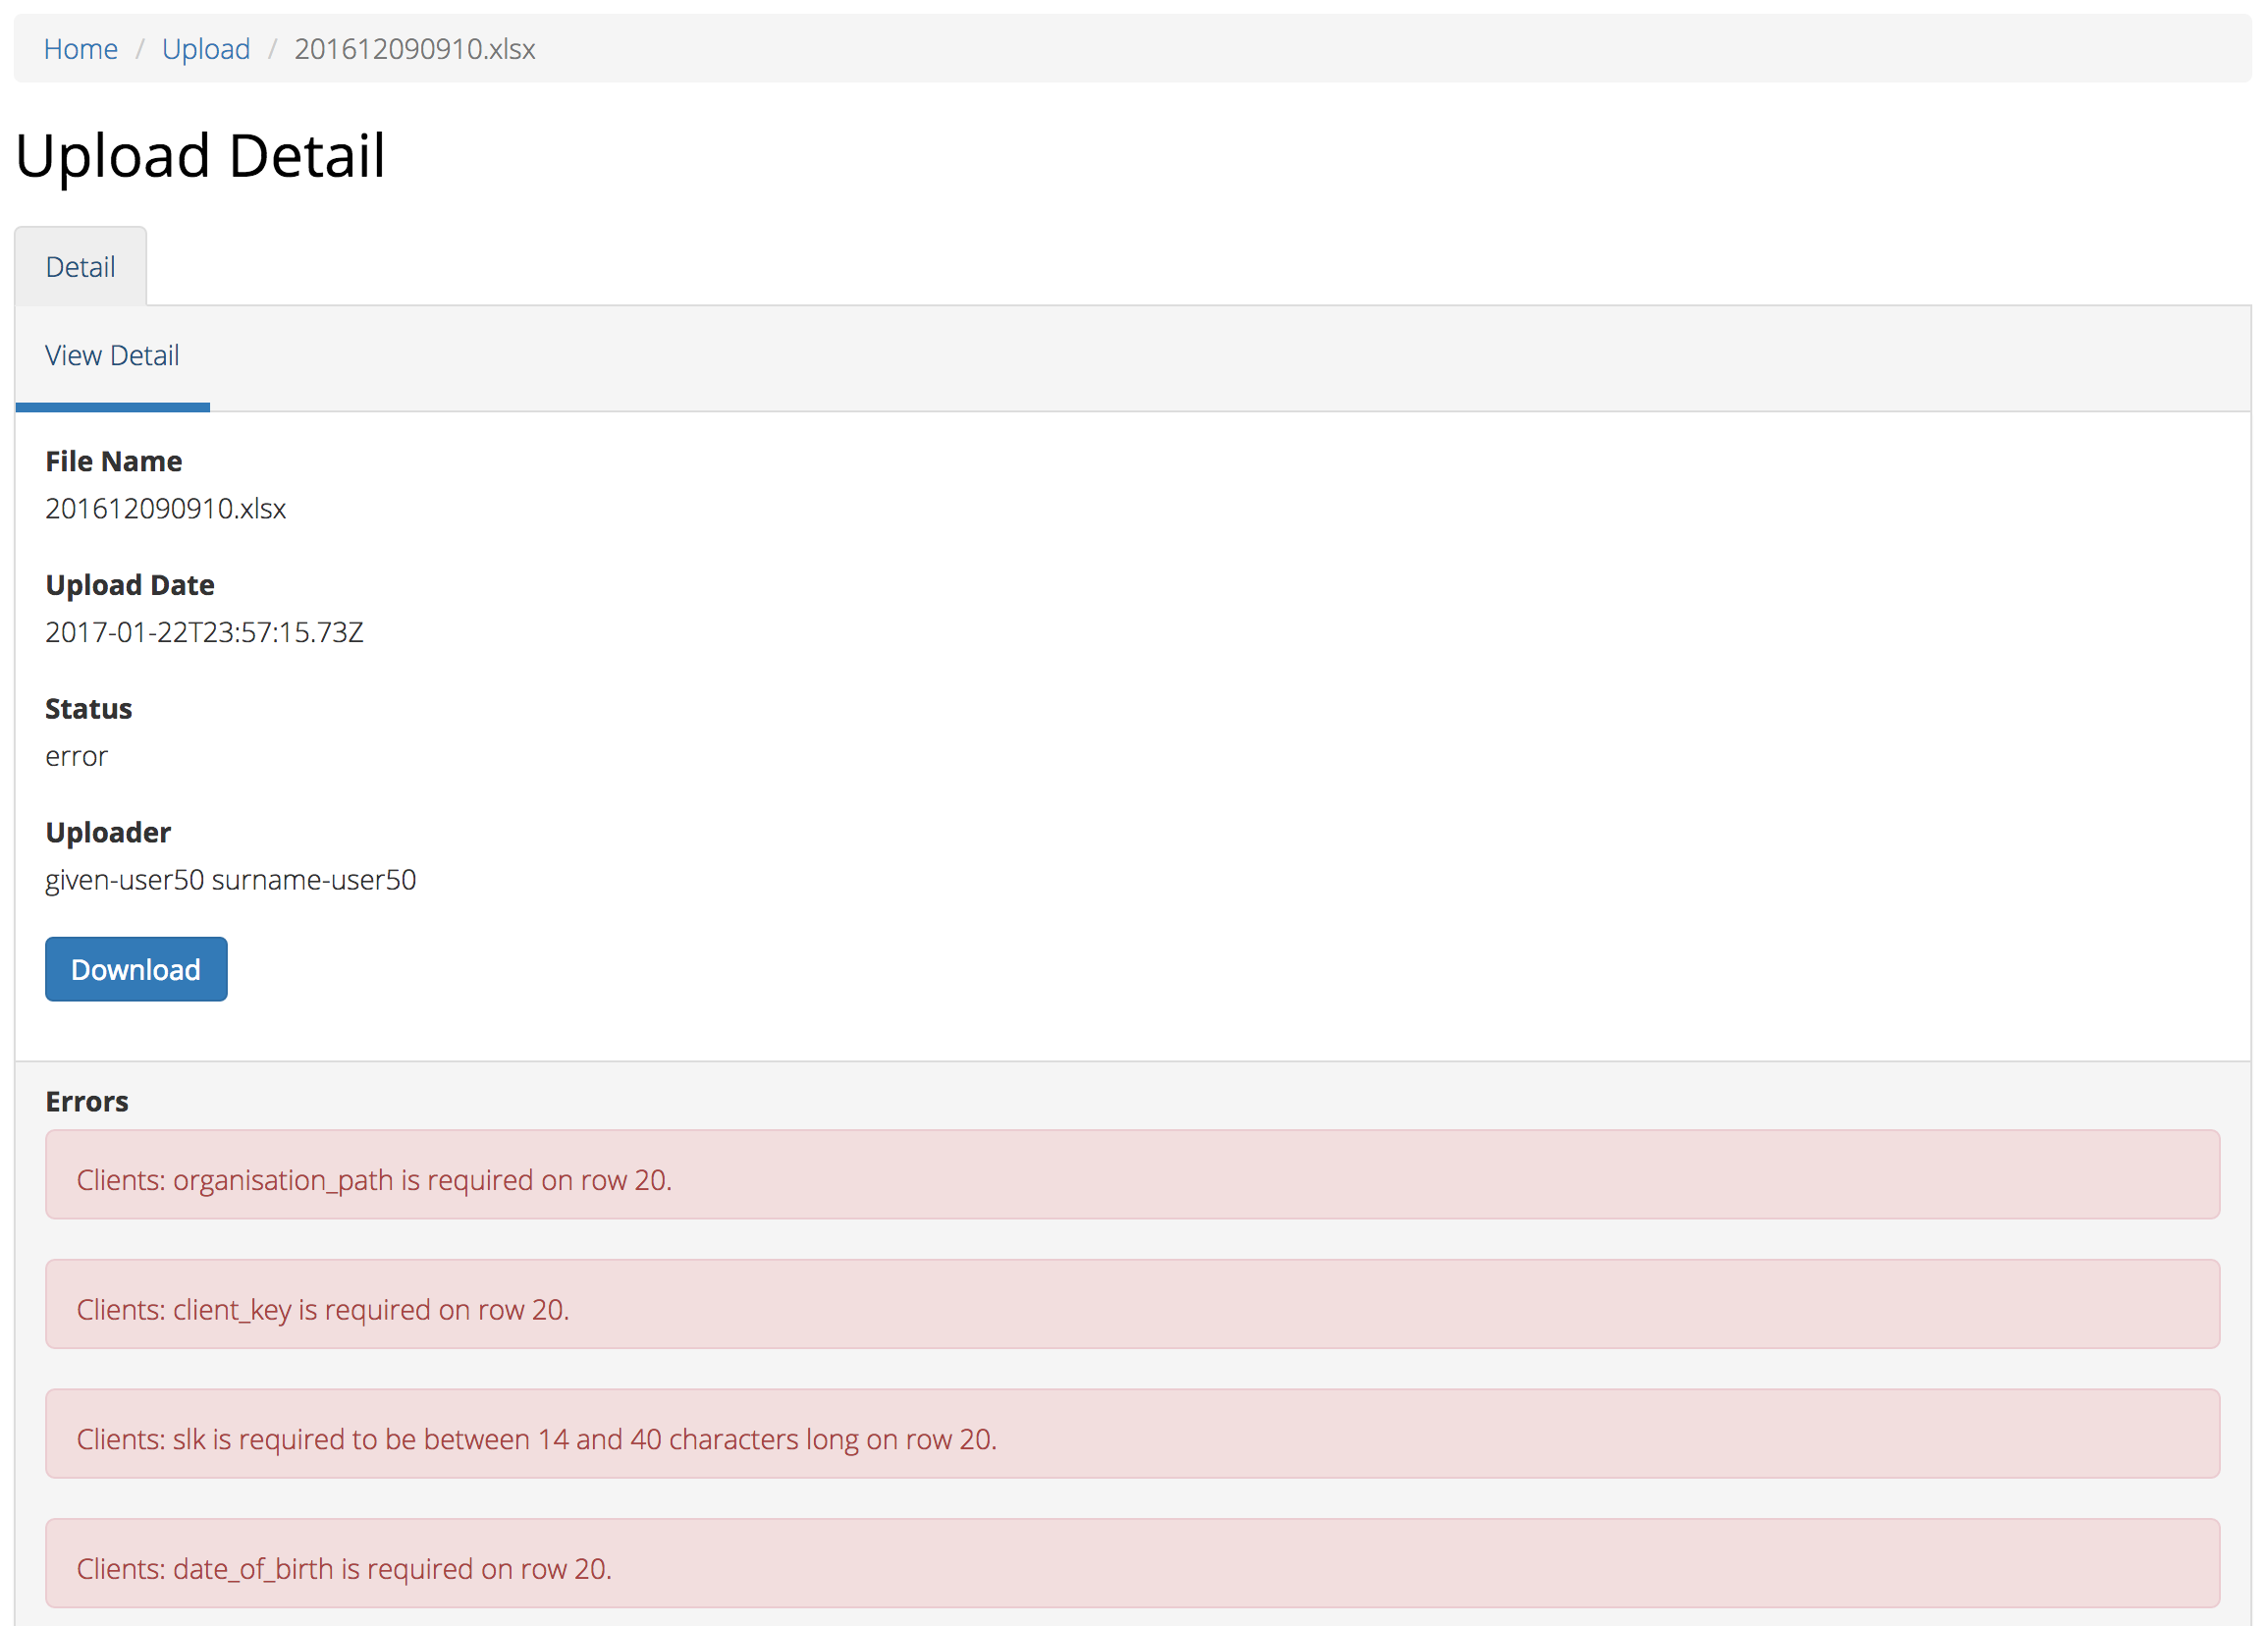 Home / Upload / 201612090910.xlsx
Upload Detail
Detail
View Detail
File Name
201612090910.xlsx
Upload Date
2017-01-22T23:57:15.73Z
Status
error
Uploader
given-user50 surname-user50
Download
Errors
Clients: organisation_path is required on row 20.
Clients: client_key is required on row 20.
Clients: slk is required to be between 14 and 40 characters long on row 20.
Clients: date_of_birth is required on row 20.